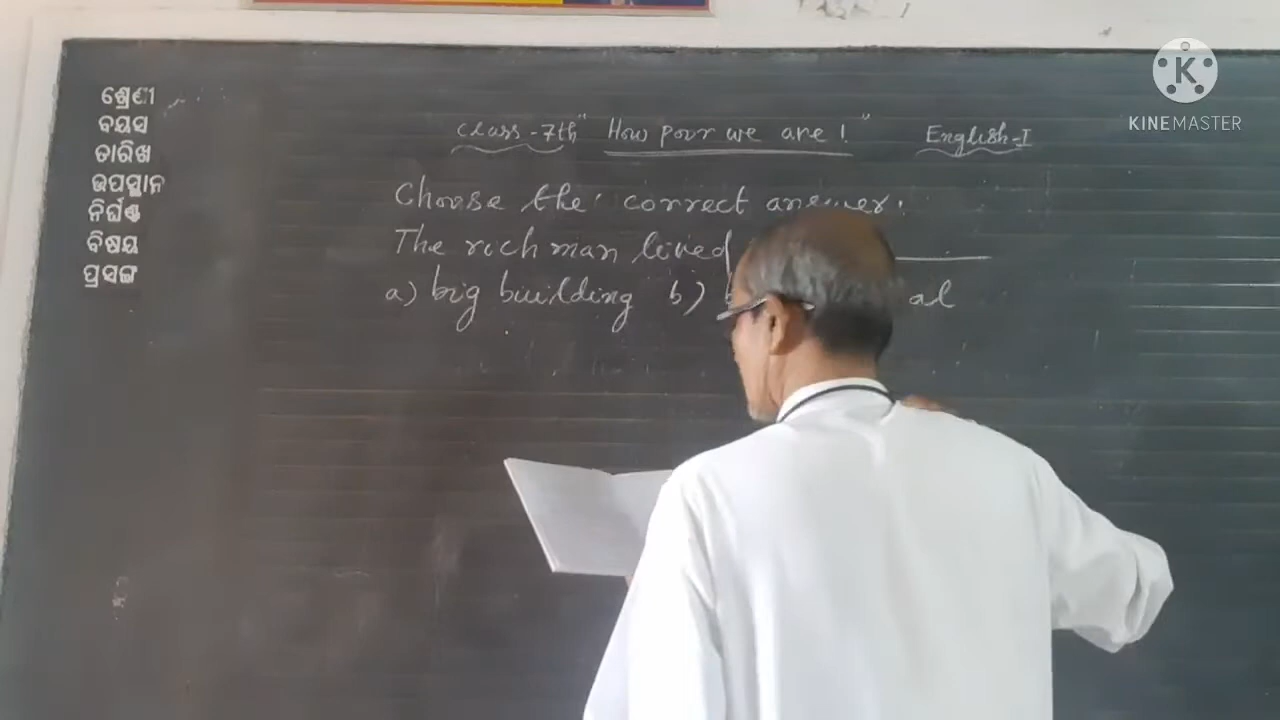 ଶ୍ରେଣୀ
ବୟସ
ତାରିଖ
ଉପସ୍ଥାନ
ନିର୍ଘଣ୍ଟ
ବିଷୟ
ପ୍ରସଙ୍ଗ
Class-7th "How poor we are!" English-I
Choose the correct answer.
The rich man lived
a) big building b) al
K
KINEMASTER